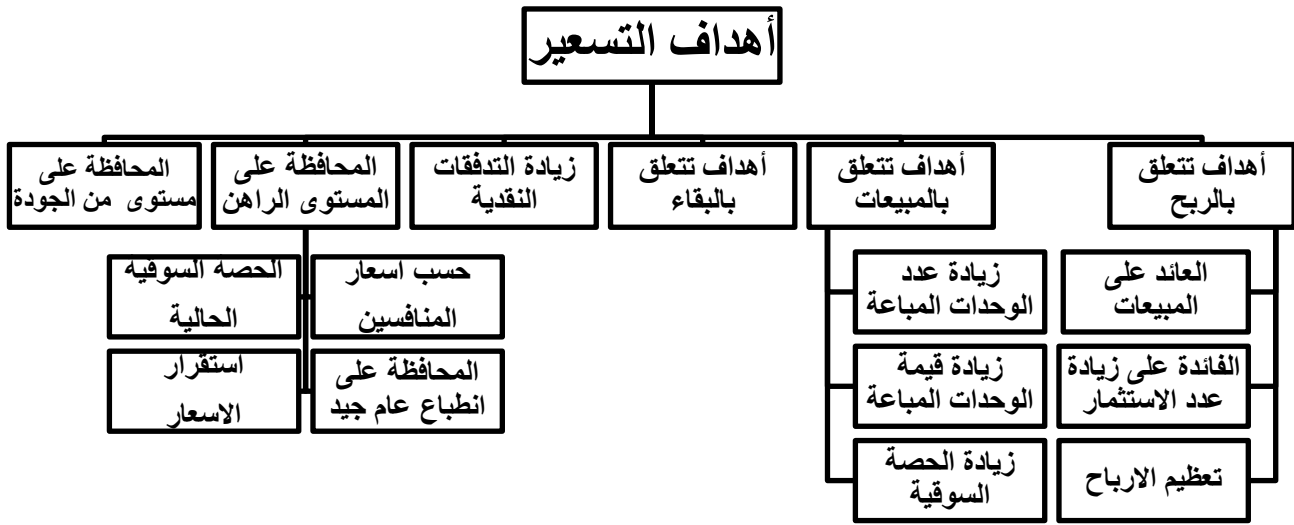 أهداف التسعير
أهداف تتعلق
بالربح
أهداف تتعلق
بالمبيعات
أهداف تتعلق
بالبقاء
زيادة التدفقات
النقدية
المحافظة على
المستوى الراهن
المحافظة على
مستوى من الجودة
العائد على
المبيعات
الفائدة على زيادة
عدد الاستثمار
تعظيم الارباح
زيادة عدد
الوحدات المباعة
زيادة قيمة
الوحدات المباعة
زيادة الحصة
السوقية
حسب اسعار
المنافسين
الحصه السوقيه
الحالية
المحافظة على
انطباع عام جيد
استقرار
الاسعار